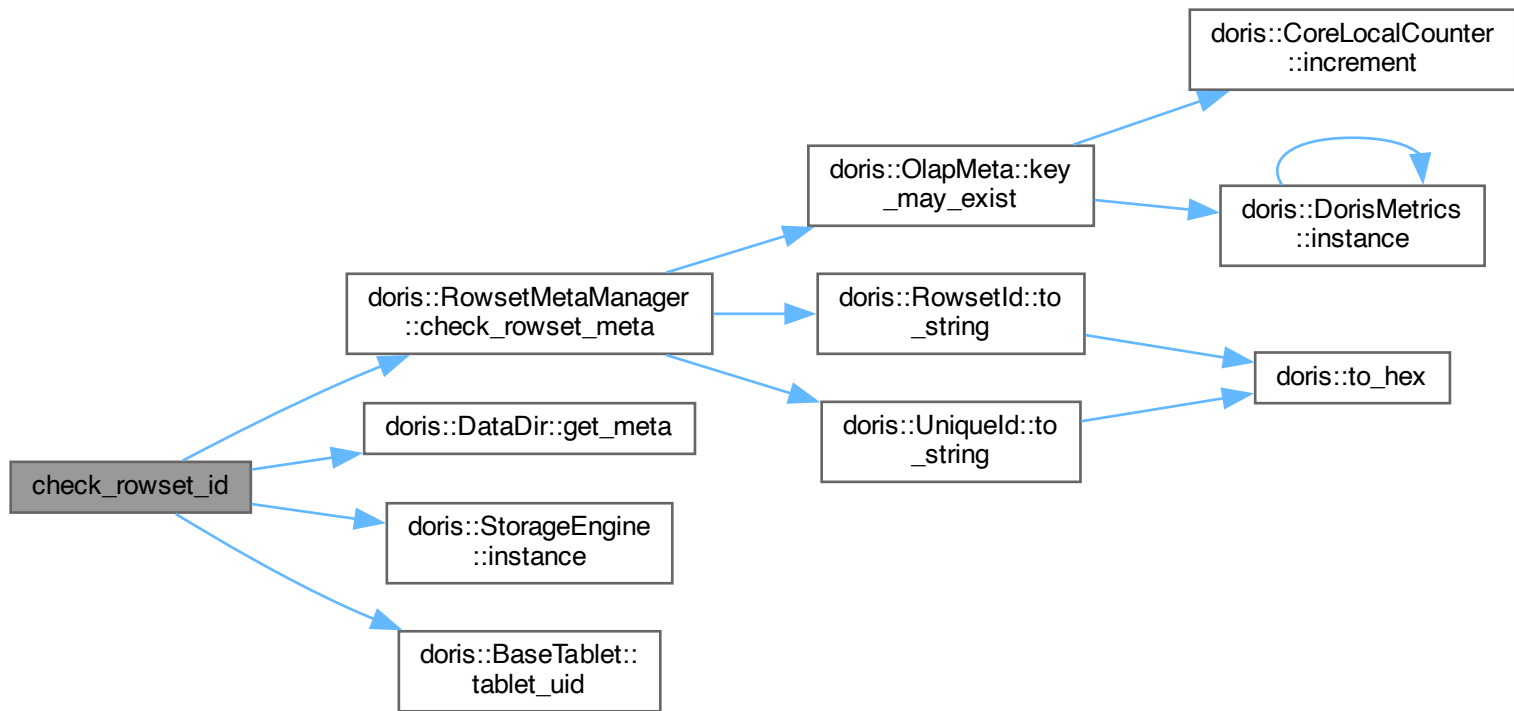 check_rowset_id
doris::RowsetMetaManager
::check_rowset_meta
doris::DataDir::get_meta
doris::StorageEngine
::instance
doris::BaseTablet::
tablet_uid
doris::OlapMeta::key
_may_exist
doris::RowsetId::to
_string
doris::UniqueId::to
_string
doris::CoreLocalCounter
::increment
doris::DorisMetrics
::instance
doris::to_hex